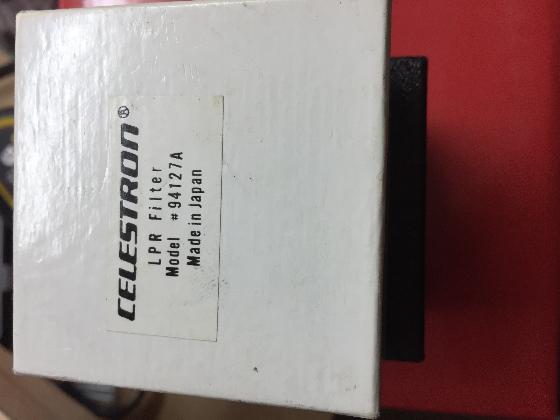 CELESTRON®
LPR Filter
Model #94127A
Made in Japan